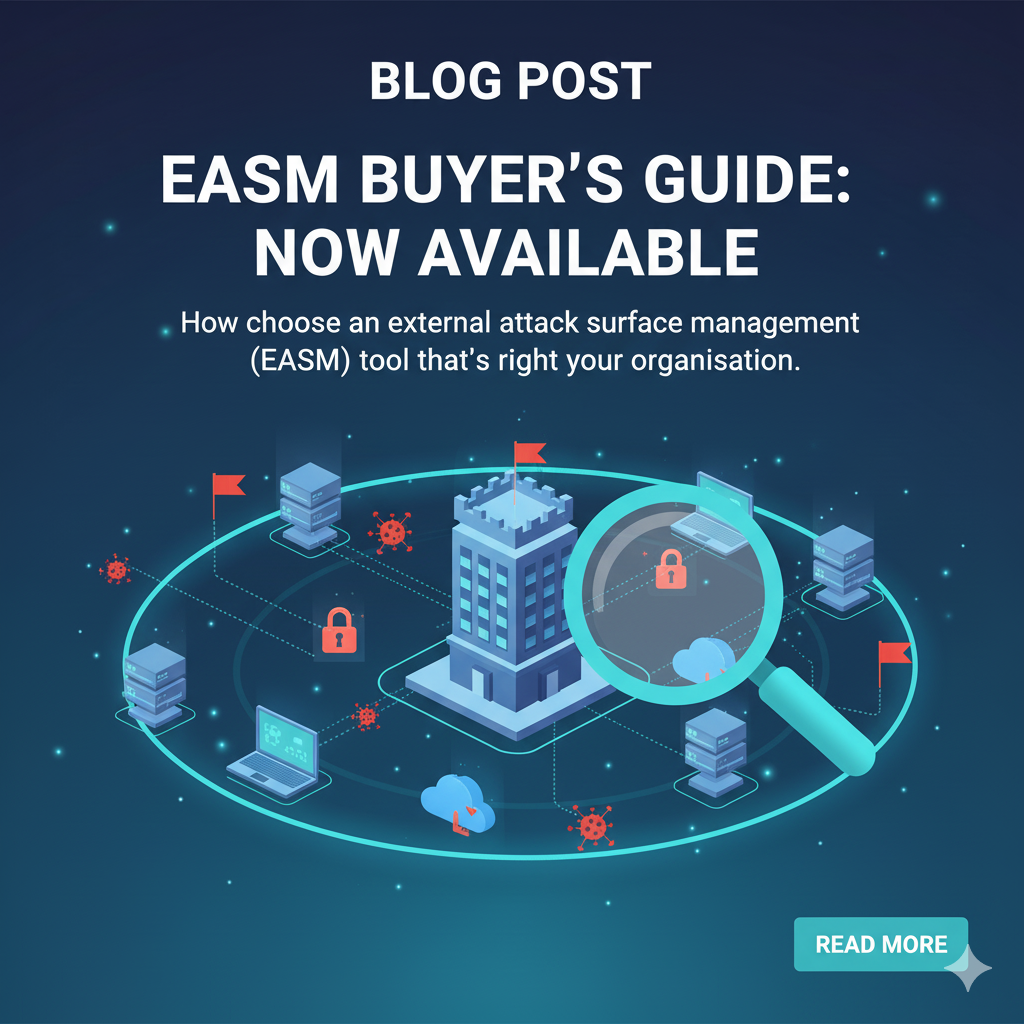 BLOG POST
EASM BUYER’S GUIDE:
NOW AVAILABLE
How choose an external attack surface management
(EASM) tool that's right your organisation.
READ MORE